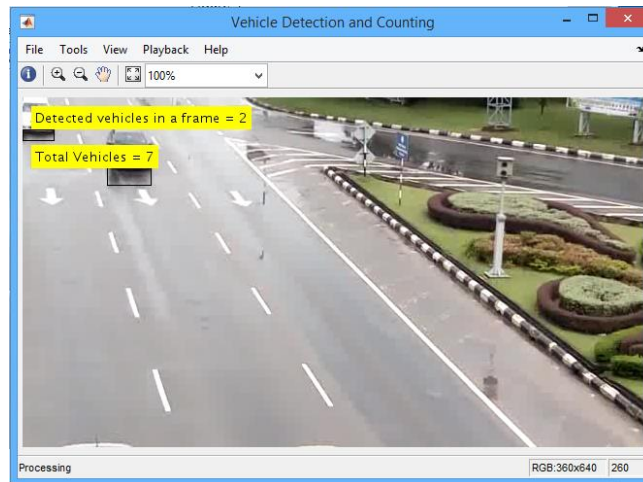 Vehicle Detection and Counting
File Tools View Playback Help
100%
Detected vehicles in a frame = 2
Total Vehicles = 7
Processing
RGB:360x640 260